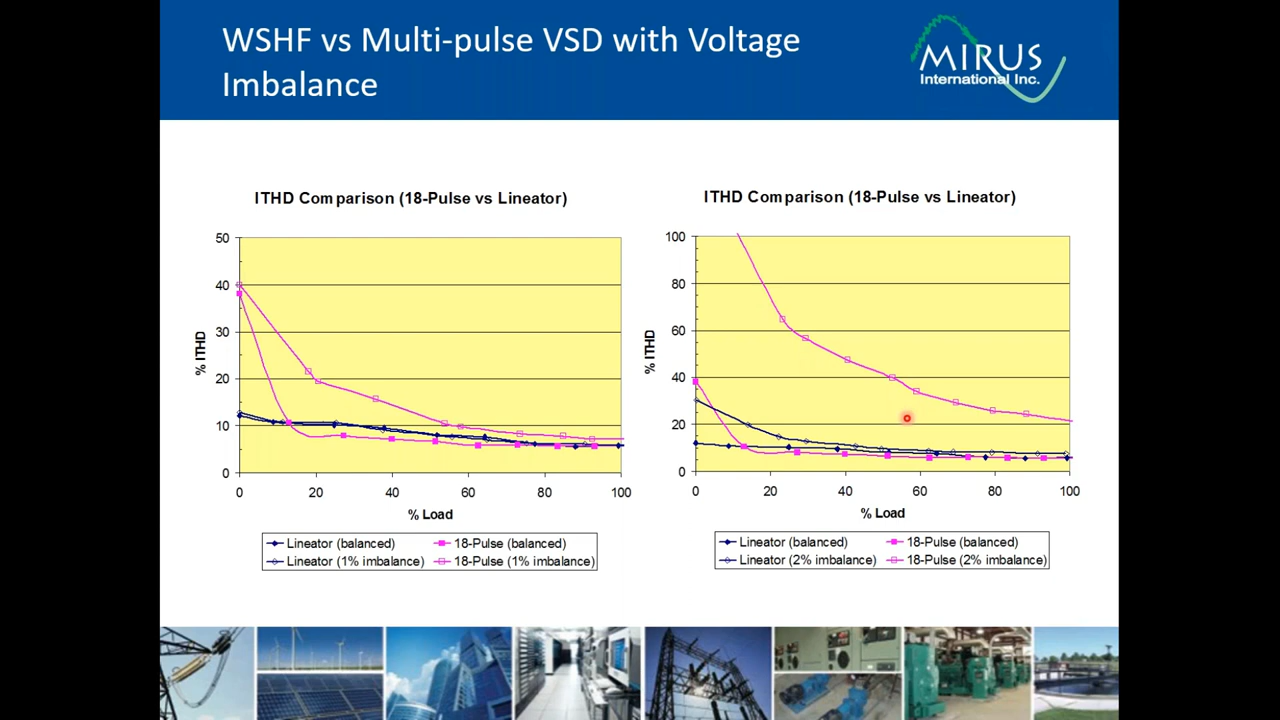 WSHF vs Multi-pulse VSD with Voltage
Imbalance
MIRUS
International Inc.
ITHD Comparison (18-Pulse vs Lineator)
50
40
30
20
10
0
% ITHD
0 20 40 60 80 100
% Load
Lineator (balanced) 18-Pulse (balanced)
Lineator (1% imbalance) 18-Pulse (1% imbalance)
ITHD Comparison (18-Pulse vs Lineator)
100
80
60
40
20
0
% ITHD
0 20 40 60 80 100
% Load
Lineator (balanced) 18-Pulse (balanced)
Lineator (2% imbalance) 18-Pulse (2% imbalance)